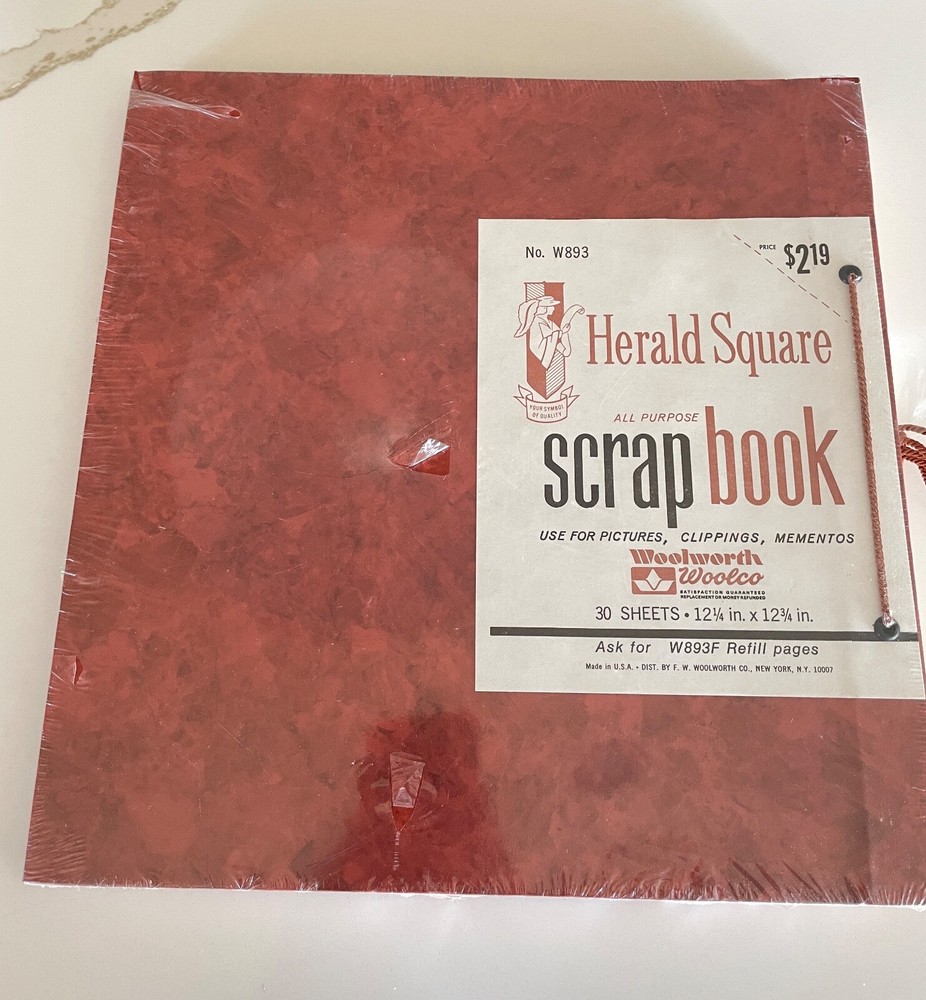 No. W893
PRICE $2.19
Herald Square
YOUR SYMBOL
OF QUALITY
ALL PURPOSE
scrap book
USE FOR PICTURES, CLIPPINGS, MEMENTOS
Woolworth
Woolco
SATISFACTION GUARANTEED
REPLACEMENT OR MONEY REFUNDED
30 SHEETS • 12¼ in. x 12¾ in.
Ask for W893F Refill pages
Made in U.S.A. • DIST. BY F. W. WOOLWORTH CO., NEW YORK, N.Y. 10007